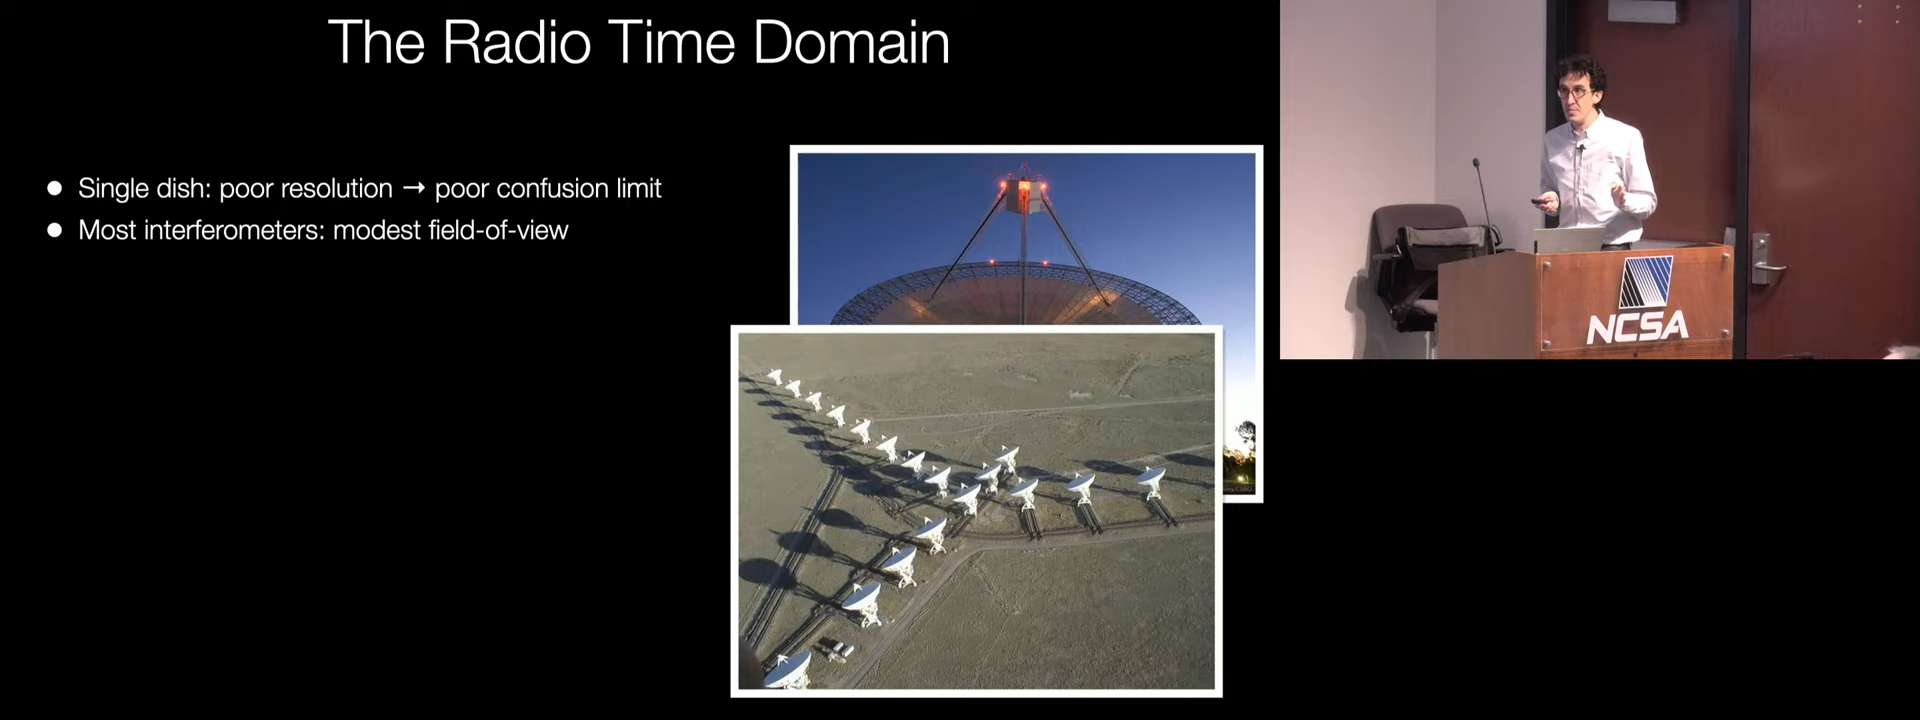 The Radio Time Domain
● Single dish: poor resolution → poor confusion limit
● Most interferometers: modest field-of-view
NCSA